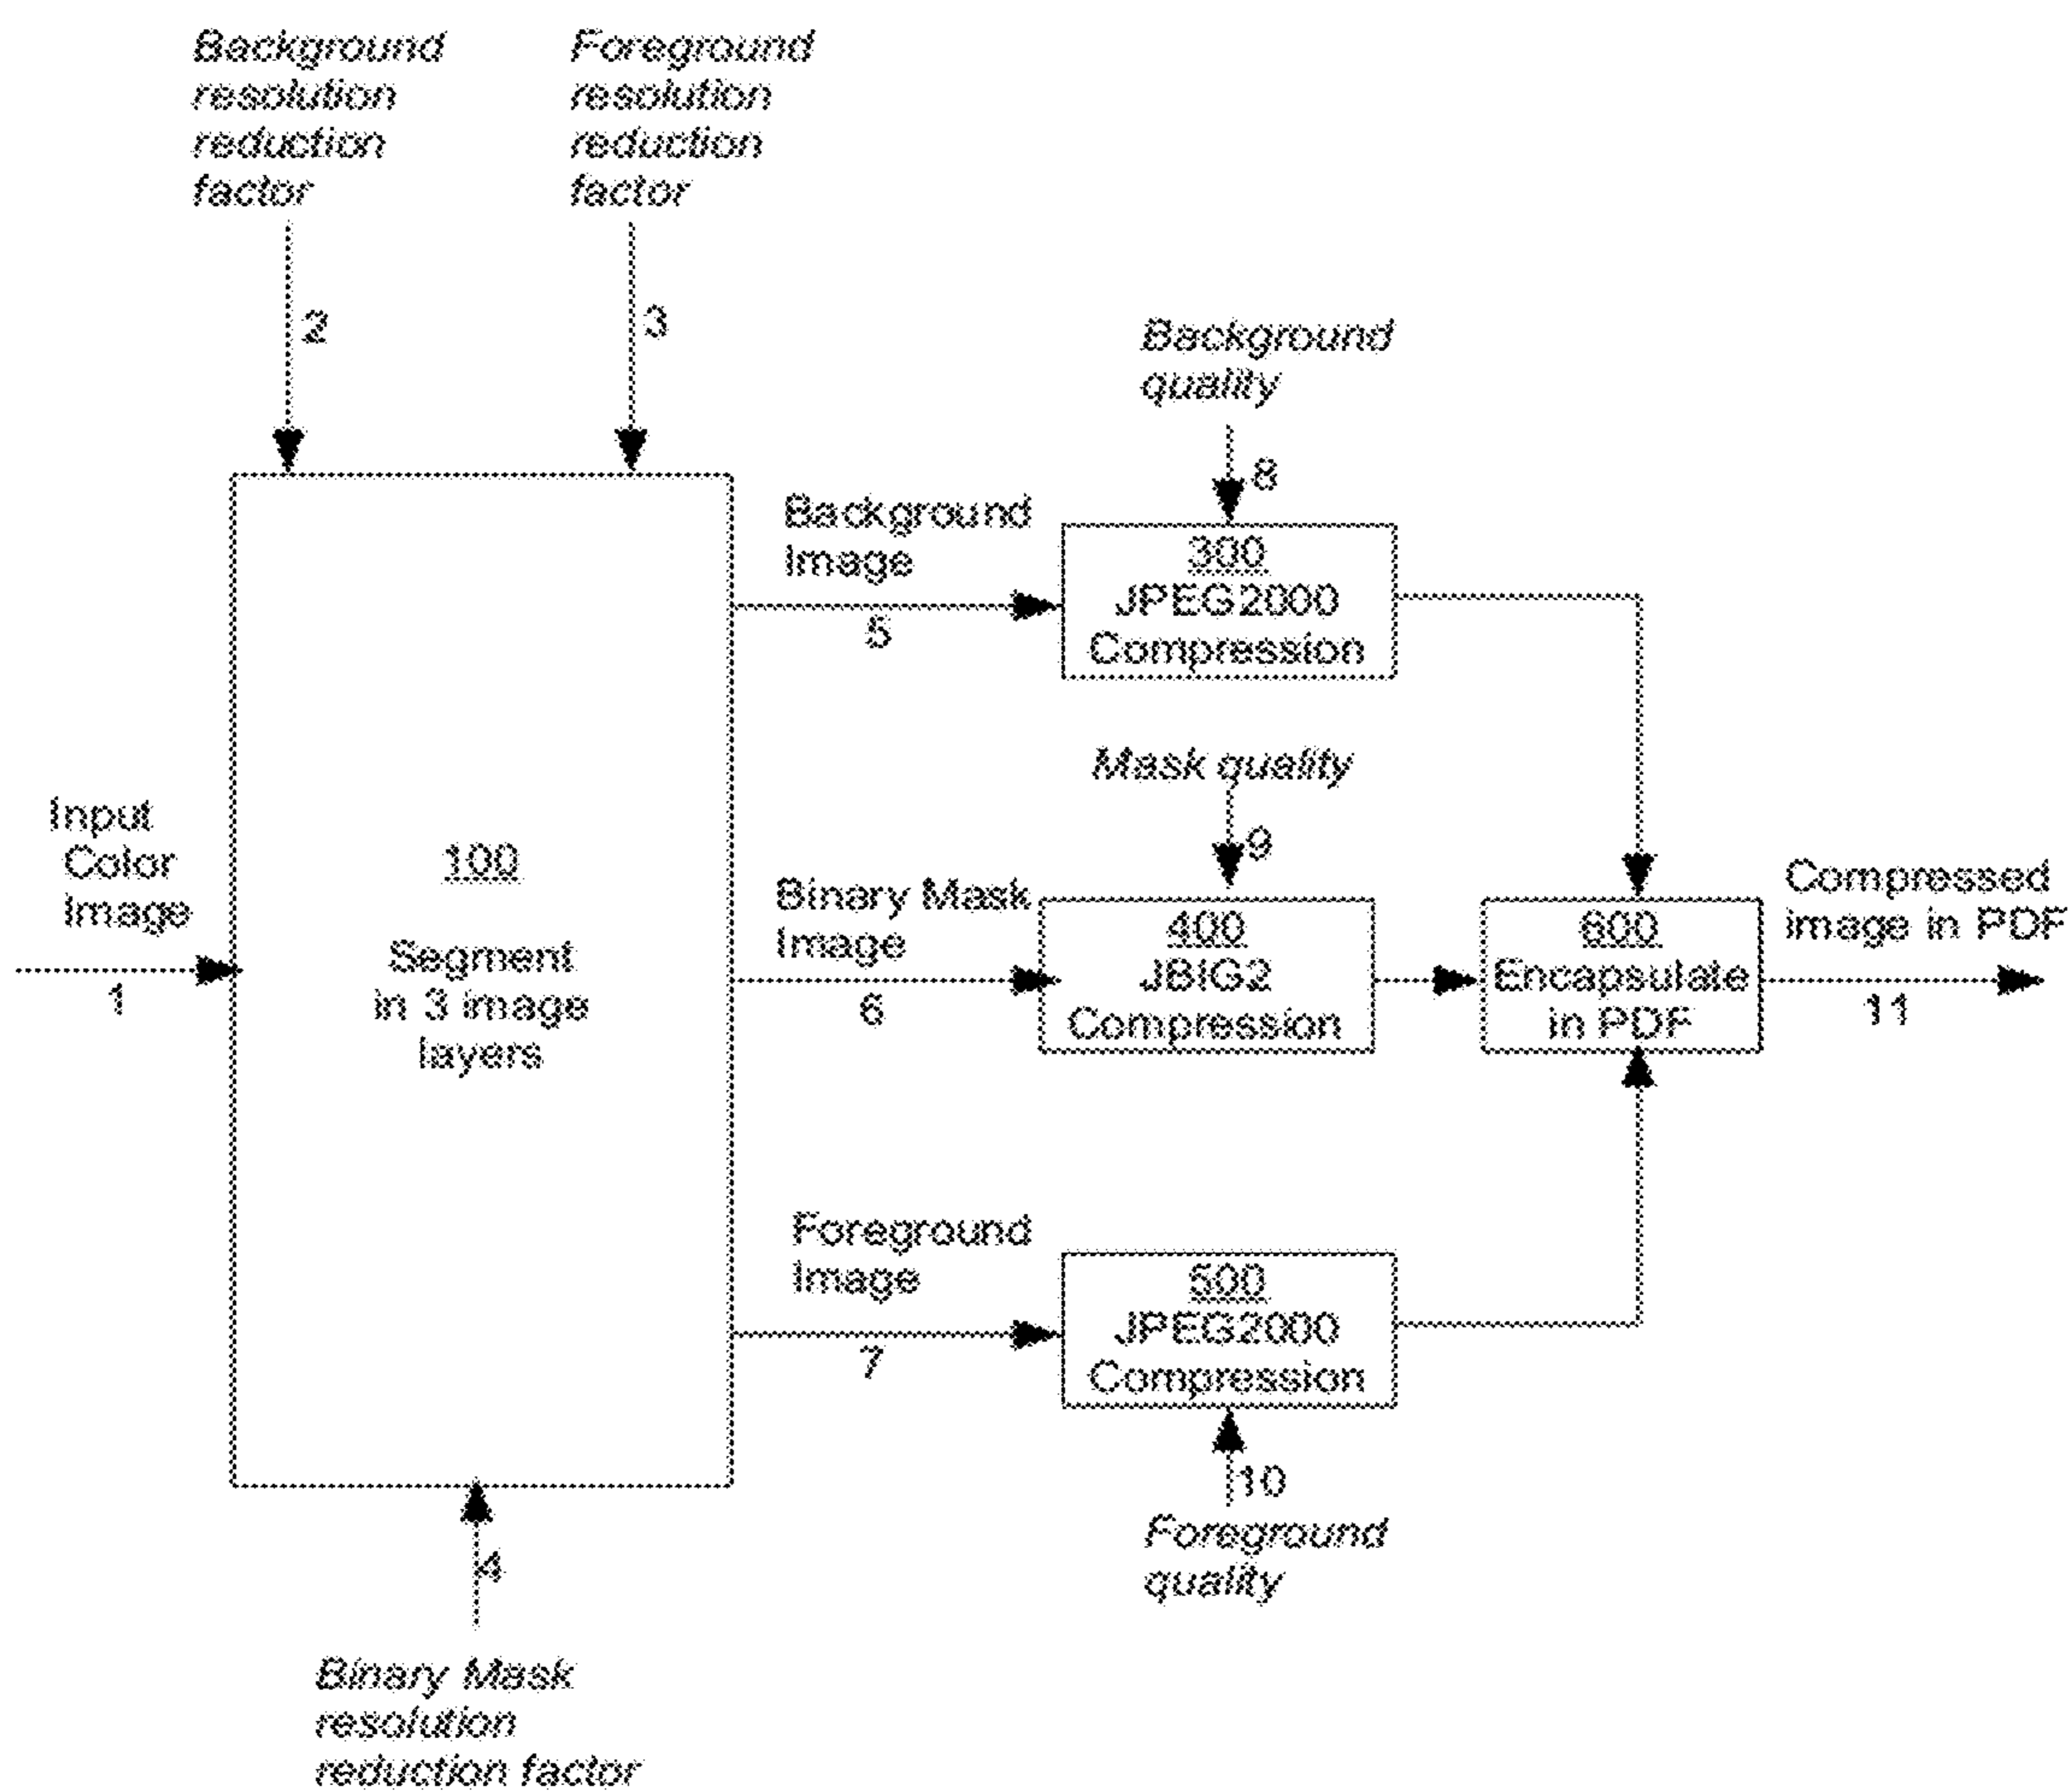 Background
resolution
reduction
factor
Foreground
resolution
reduction
factor
2
3
Background
quality
8
Background
Image
5
300
JPEG2000
Compression
Mask quality
9
Input
Color
Image
1
100
Segment
in 3 image
layers
Binary Mask
Image
6
400
JBIG2
Compression
600
Encapsulate
in PDF
Compressed
image in PDF
11
Foreground
Image
7
500
JPEG2000
Compression
10
Foreground
quality
4
Binary Mask
resolution
reduction factor